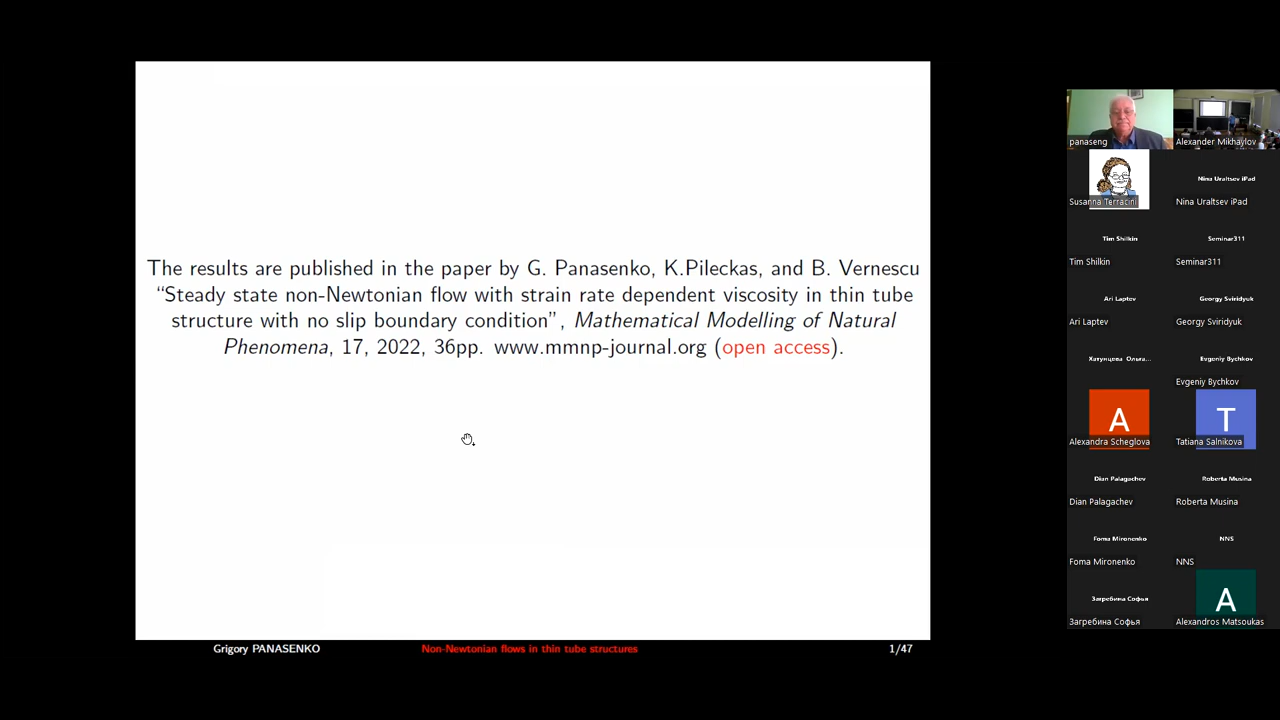 The results are published in the paper by G. Panasenko, K.Pileckas, and B. Vernescu
“Steady state non-Newtonian flow with strain rate dependent viscosity in thin tube
structure with no slip boundary condition”, Mathematical Modelling of Natural
Phenomena, 17, 2022, 36pp. www.mmnp-journal.org (open access).
Grigory PANASENKO
Non-Newtonian flows in thin tube structures
1/47
panaseng
Alexander Mikhaylov
Susanna Terracini
Nina Uraltsev iPad
Nina Uraltsev iPad
Tim Shilkin
Tim Shilkin
Seminar311
Seminar311
Ari Laptev
Ari Laptev
Georgy Sviridyuk
Georgy Sviridyuk
Хатунцева Ольга...
Evgeniy Bychkov
Evgeniy Bychkov
A
Alexandra Scheglova
T
Tatiana Salnikova
Dian Palagachev
Dian Palagachev
Roberta Musina
Roberta Musina
Foma Mironenko
Foma Mironenko
NNS
NNS
Загребина Софья
Загребина Софья
A
Alexandros Matsoukas